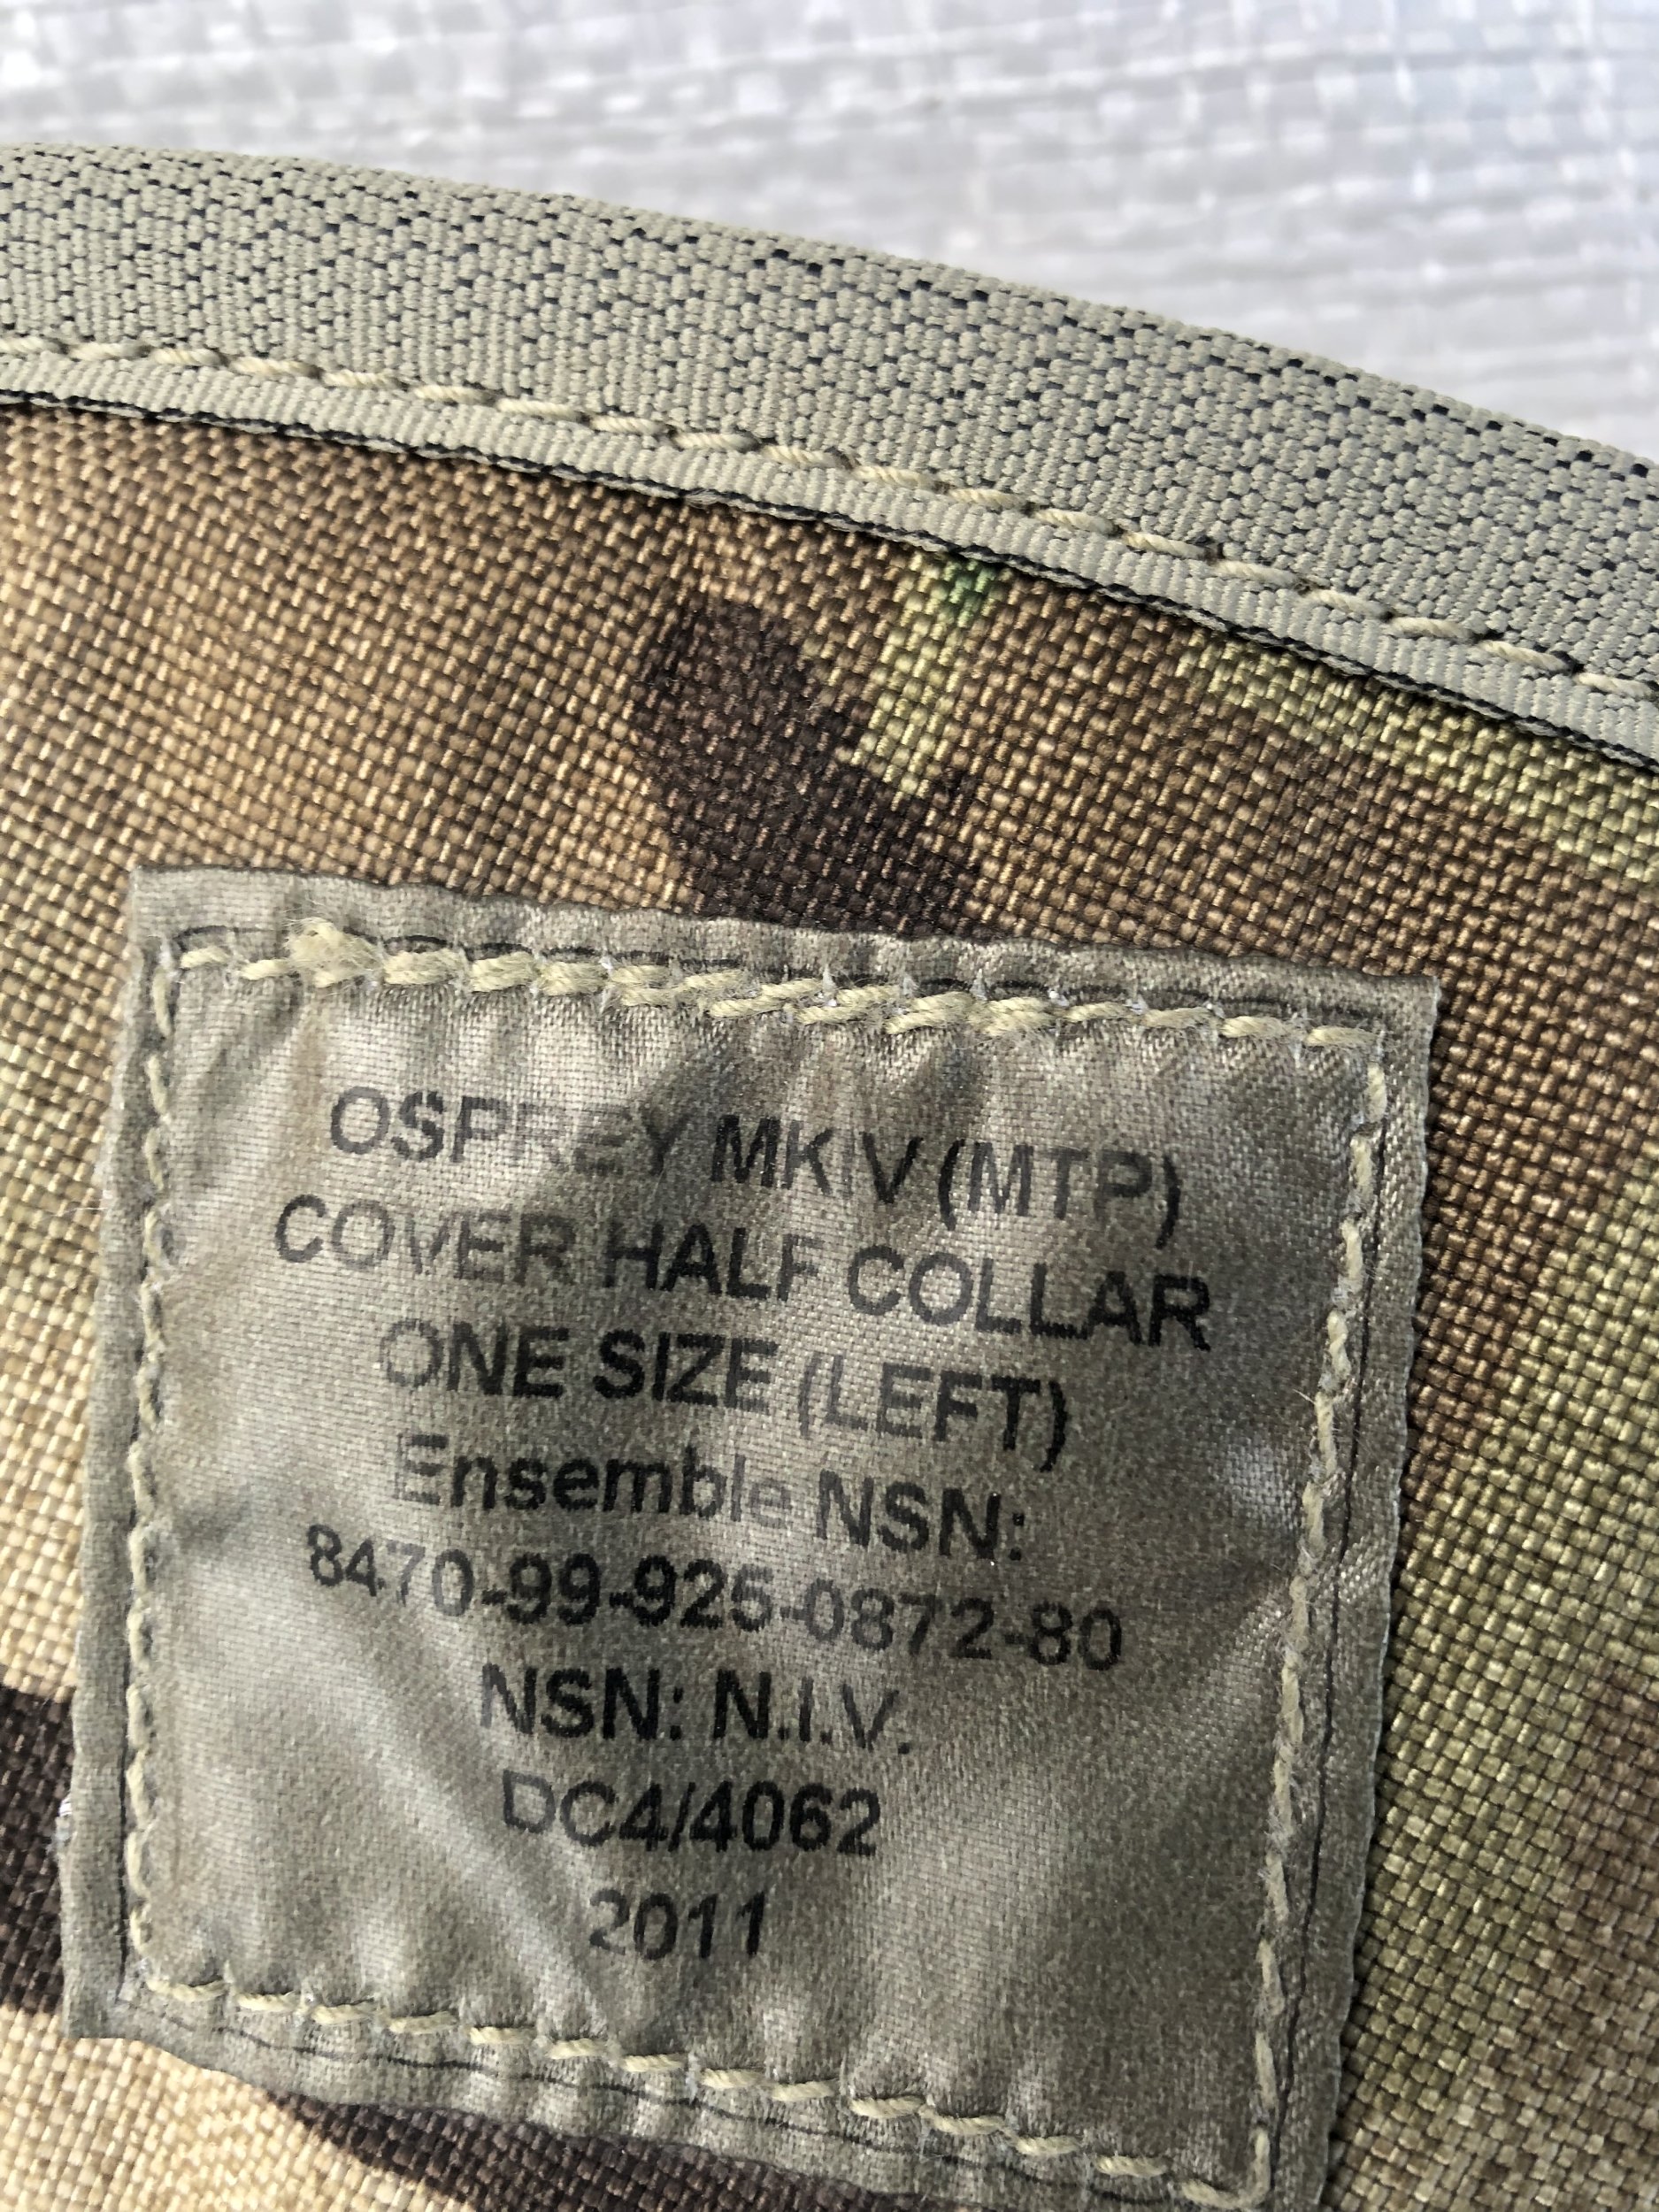 OSPREY MKIV (MTP)
COVER HALF COLLAR
ONE SIZE (LEFT)
Ensemble NSN:
8470-99-925-0872-80
NSN: N.I.V.
DC4/4062
2011